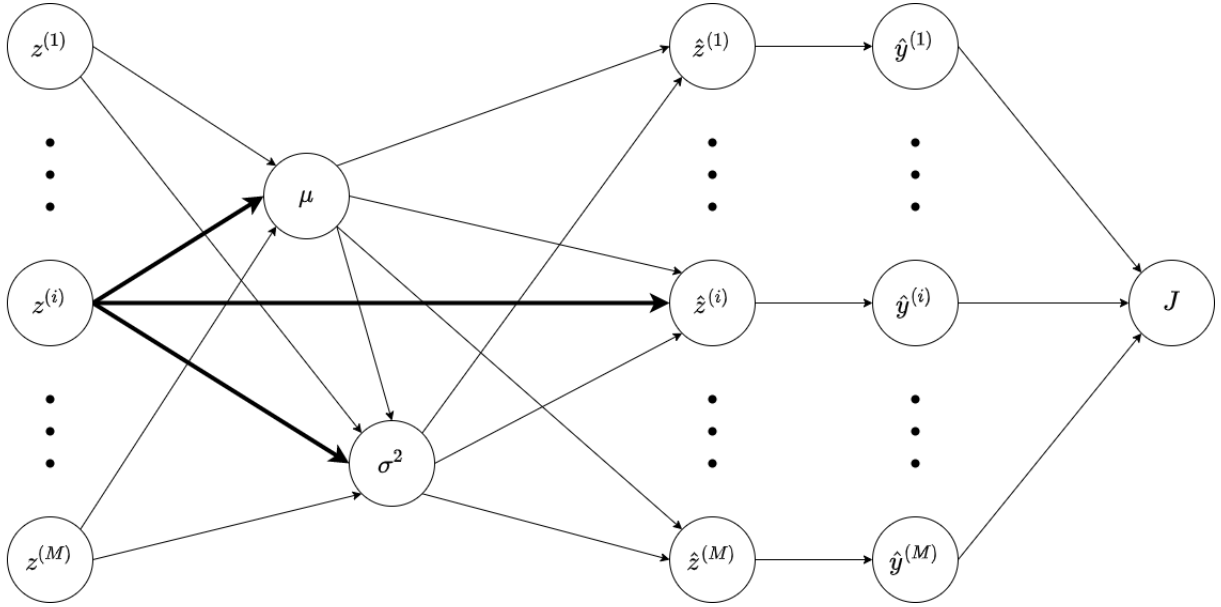 z^{(1)} ẑ^{(1)} ŷ^{(1)}
μ
z^{(i)} ẑ^{(i)} ŷ^{(i)} J
σ^2
z^{(M)} ẑ^{(M)} ŷ^{(M)}